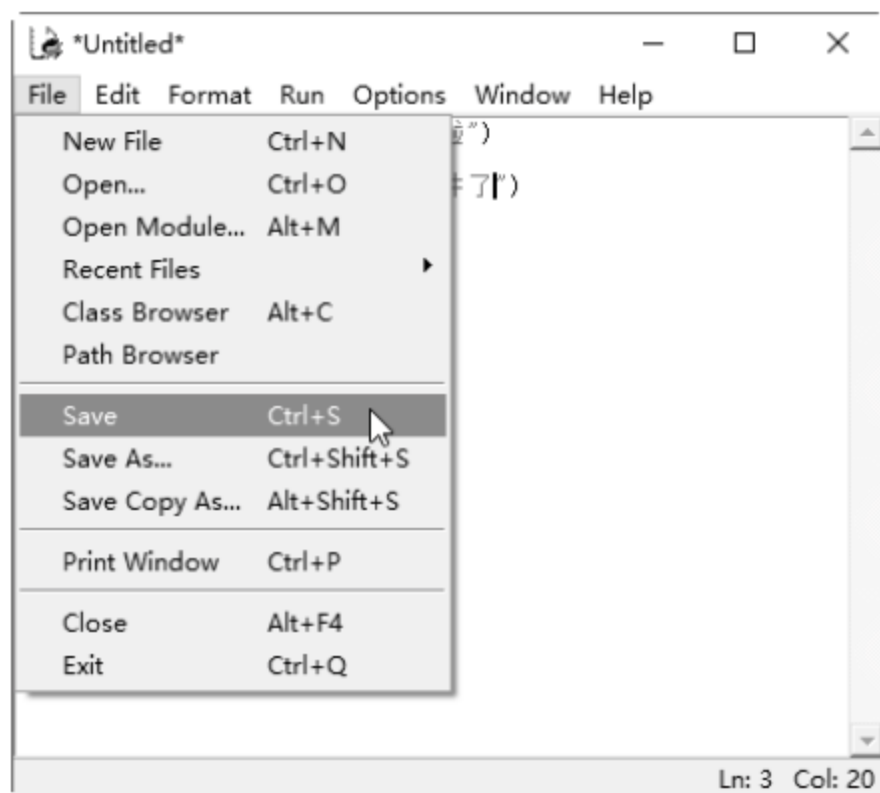 *Untitled*
File Edit Format Run Options Window Help
New File Ctrl+N
Open... Ctrl+O
Open Module... Alt+M
Recent Files
Class Browser Alt+C
Path Browser
Save Ctrl+S
Save As... Ctrl+Shift+S
Save Copy As... Alt+Shift+S
Print Window Ctrl+P
Close Alt+F4
Exit Ctrl+Q
")
了")
Ln: 3 Col: 20